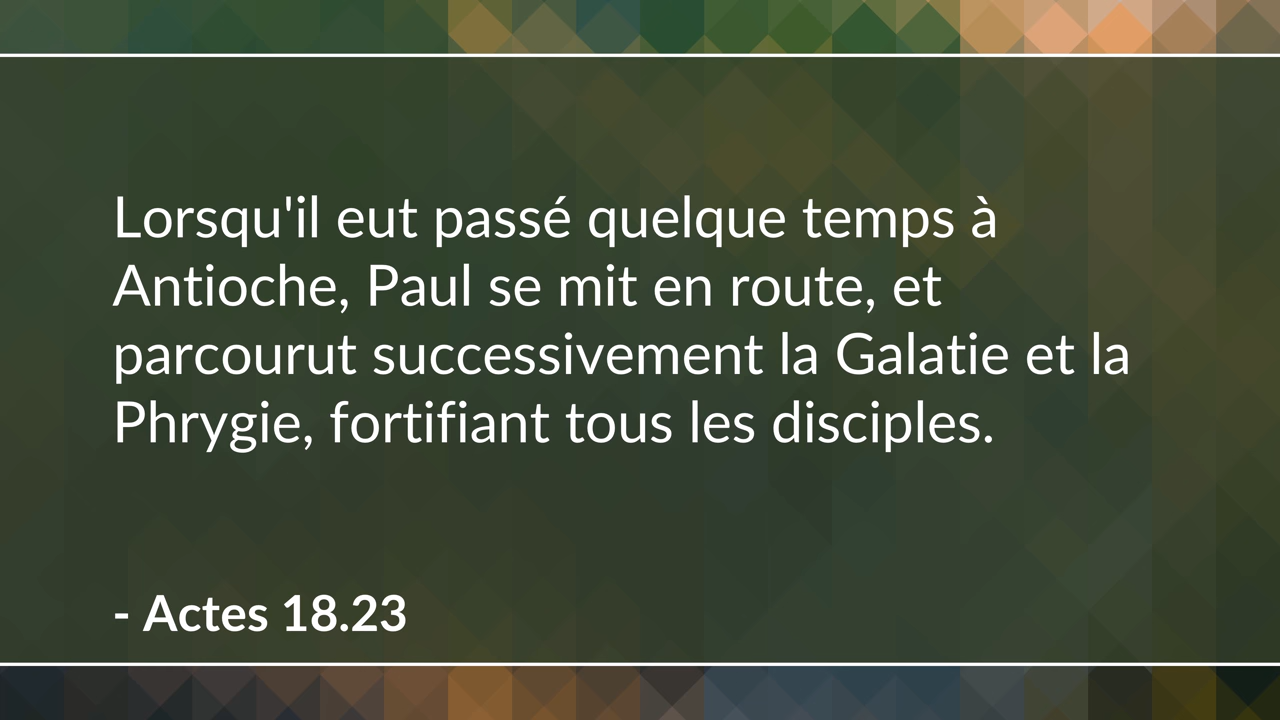 Lorsqu'il eut passé quelque temps à
Antioche, Paul se mit en route, et
parcourut successivement la Galatie et la
Phrygie, fortifiant tous les disciples.
- Actes 18.23